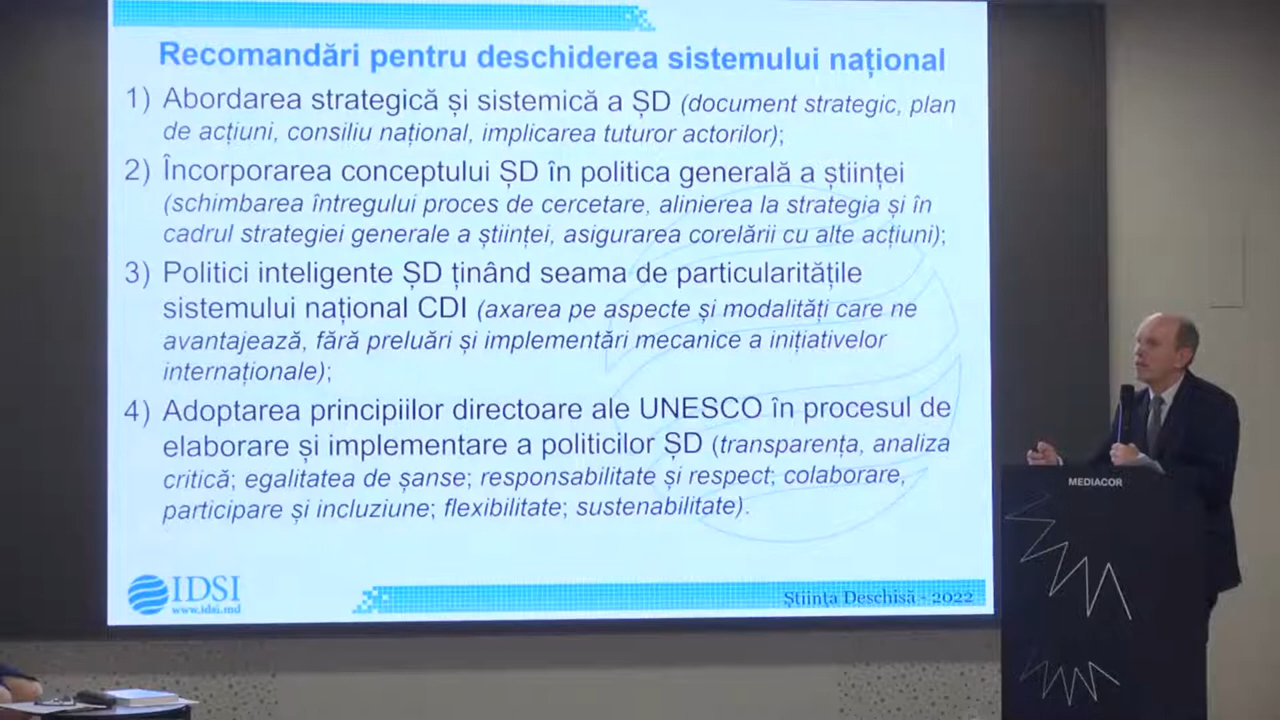 Recomandări pentru deschiderea sistemului național
1) Abordarea strategică și sistemică a ȘD (document strategic, plan
de acțiuni, consiliu național, implicarea tuturor actorilor);
2) Încorporarea conceptului ȘD în politica generală a științei
(schimbarea întregului proces de cercetare, alinierea la strategia și în
cadrul strategiei generale a științei, asigurarea corelării cu alte acțiuni);
3) Politici inteligente ȘD ținând seama de particularitățile
sistemului național CDI (axarea pe aspecte și modalități care ne
avantajează, fără preluări și implementări mecanice a inițiativelor
internaționale);
4) Adoptarea principiilor directoare ale UNESCO în procesul de
elaborare și implementare a politicilor ȘD (transparența, analiza
critică; egalitatea de șanse; responsabilitate și respect; colaborare,
participare și incluziune; flexibilitate; sustenabilitate).
IDSI
www.idsi.md
Știința Deschisă - 2022
MEDIACOR